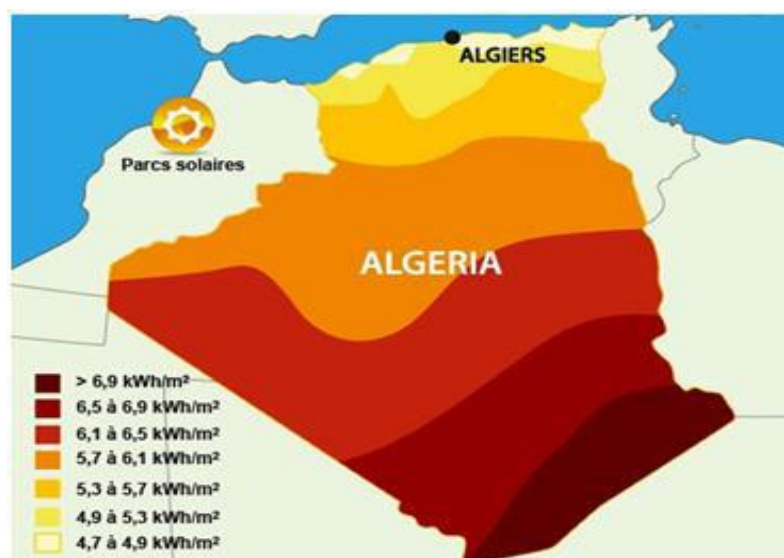 ALGIERS
Parcs solaires
ALGERIA
> 6,9 kWh/m²
6,5 à 6,9 kWh/m²
6,1 à 6,5 kWh/m²
5,7 à 6,1 kWh/m²
5,3 à 5,7 kWh/m²
4,9 à 5,3 kWh/m²
4,7 à 4,9 kWh/m²